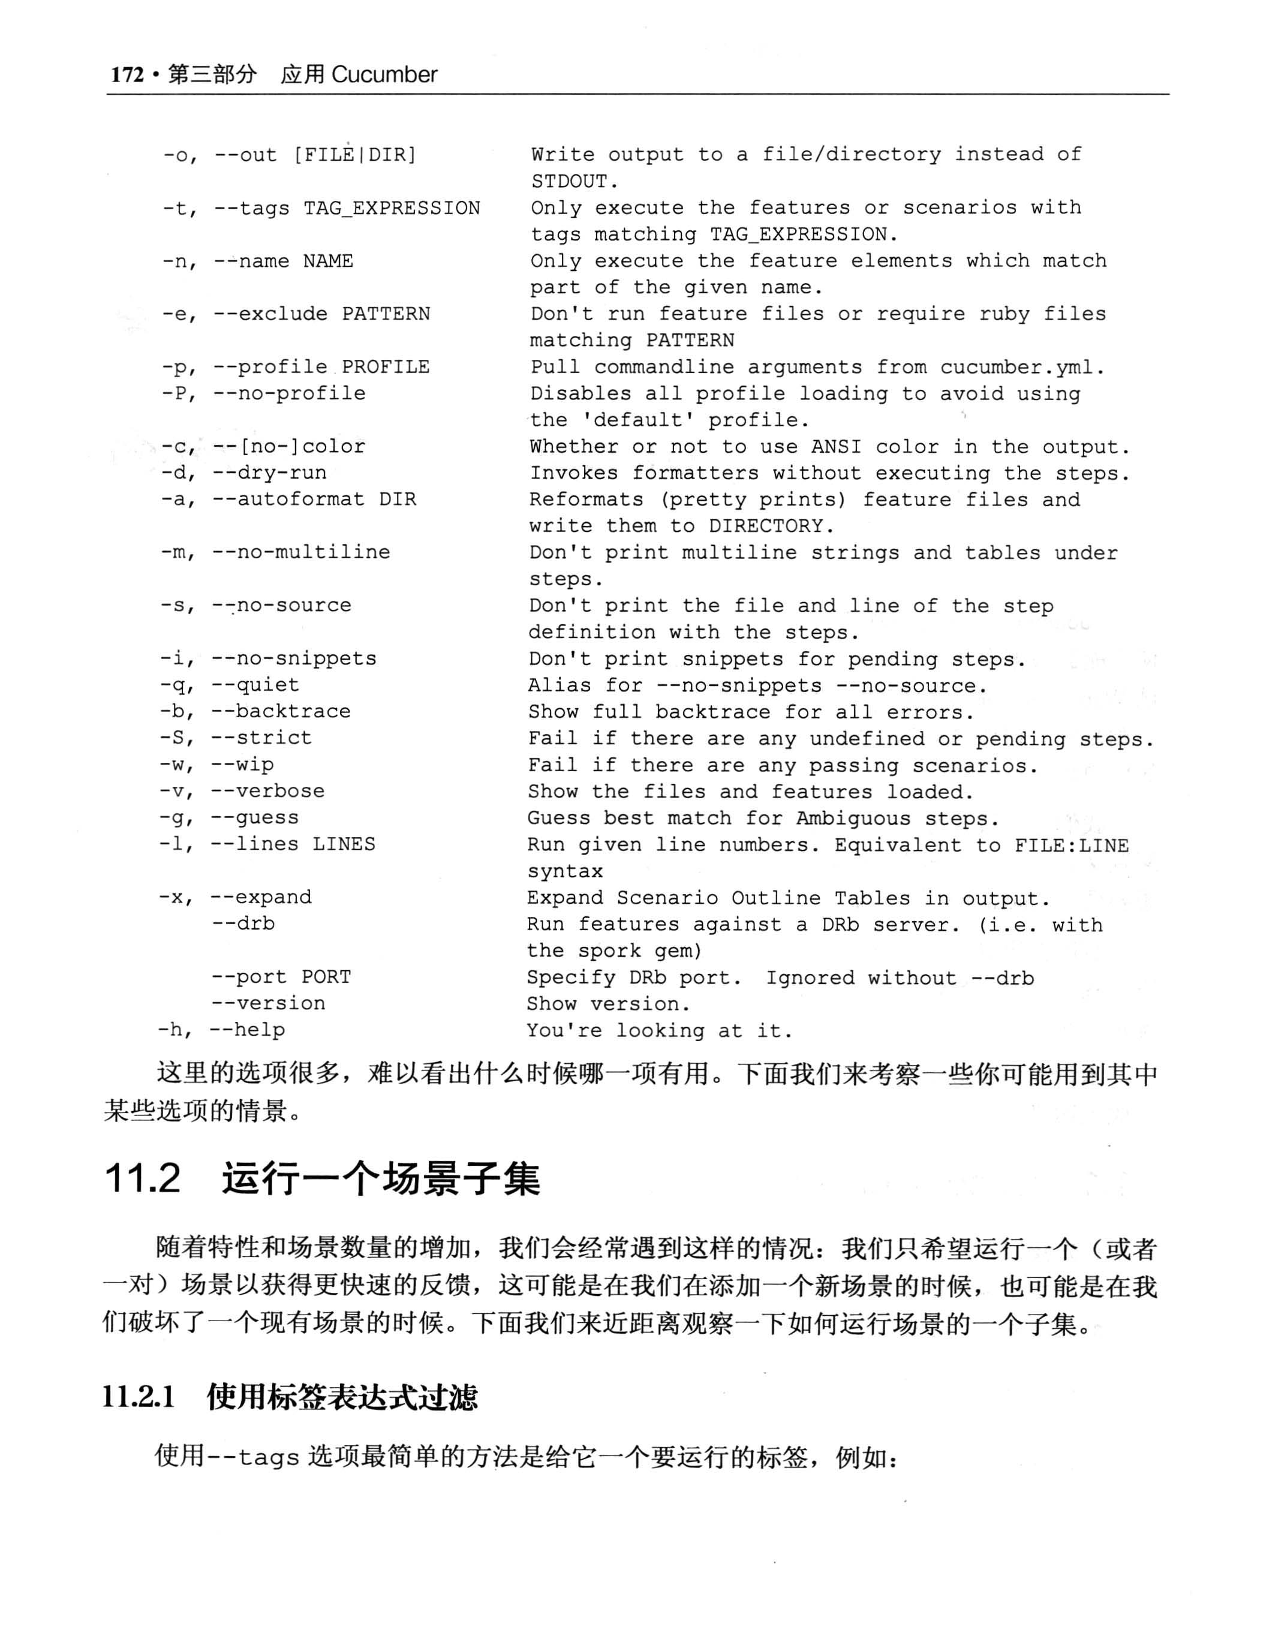 172 · 第三部分　应用 Cucumber
-o, --out [FILE|DIR]    Write output to a file/directory instead of
STDOUT.
-t, --tags TAG_EXPRESSION    Only execute the features or scenarios with
tags matching TAG_EXPRESSION.
-n, --name NAME    Only execute the feature elements which match
part of the given name.
-e, --exclude PATTERN    Don't run feature files or require ruby files
matching PATTERN
-p, --profile PROFILE    Pull commandline arguments from cucumber.yml.
-P, --no-profile    Disables all profile loading to avoid using
the 'default' profile.
-c, --[no-]color    Whether or not to use ANSI color in the output.
-d, --dry-run    Invokes formatters without executing the steps.
-a, --autoformat DIR    Reformats (pretty prints) feature files and
write them to DIRECTORY.
-m, --no-multiline    Don't print multiline strings and tables under
steps.
-s, --no-source    Don't print the file and line of the step
definition with the steps.
-i, --no-snippets    Don't print snippets for pending steps.
-q, --quiet    Alias for --no-snippets --no-source.
-b, --backtrace    Show full backtrace for all errors.
-S, --strict    Fail if there are any undefined or pending steps.
-w, --wip    Fail if there are any passing scenarios.
-v, --verbose    Show the files and features loaded.
-g, --guess    Guess best match for Ambiguous steps.
-l, --lines LINES    Run given line numbers. Equivalent to FILE:LINE
syntax
-x, --expand    Expand Scenario Outline Tables in output.
--drb    Run features against a DRb server. (i.e. with
the spork gem)
--port PORT    Specify DRb port.  Ignored without --drb
--version    Show version.
-h, --help    You're looking at it.
这里的选项很多，难以看出什么时候哪一项有用。下面我们来考察一些你可能用到其中
某些选项的情景。
11.2　运行一个场景子集
随着特性和场景数量的增加，我们会经常遇到这样的情况：我们只希望运行一个（或者
一对）场景以获得更快速的反馈，这可能是在我们在添加一个新场景的时候，也可能是在我
们破坏了一个现有场景的时候。下面我们来近距离观察一下如何运行场景的一个子集。
11.2.1　使用标签表达式过滤
使用--tags 选项最简单的方法是给它一个要运行的标签，例如：